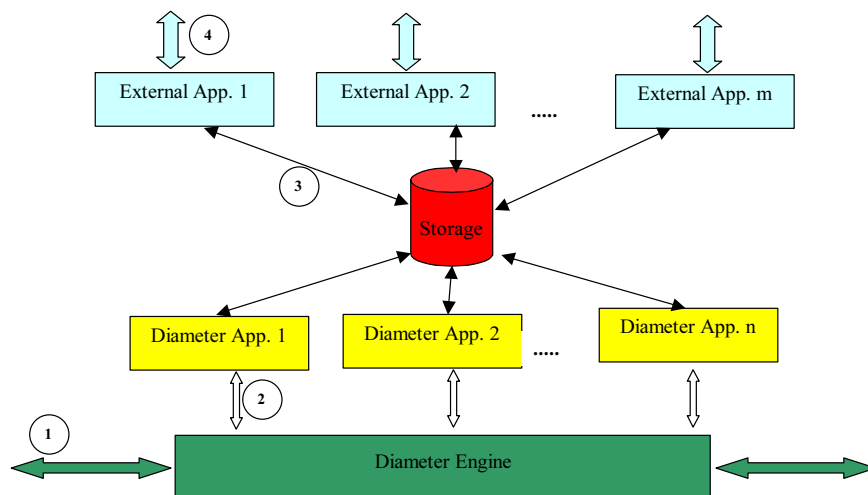 4
External App. 1
External App. 2
External App. m
.....
3
Storage
Diameter App. 1
Diameter App. 2
Diameter App. n
.....
2
1
Diameter Engine